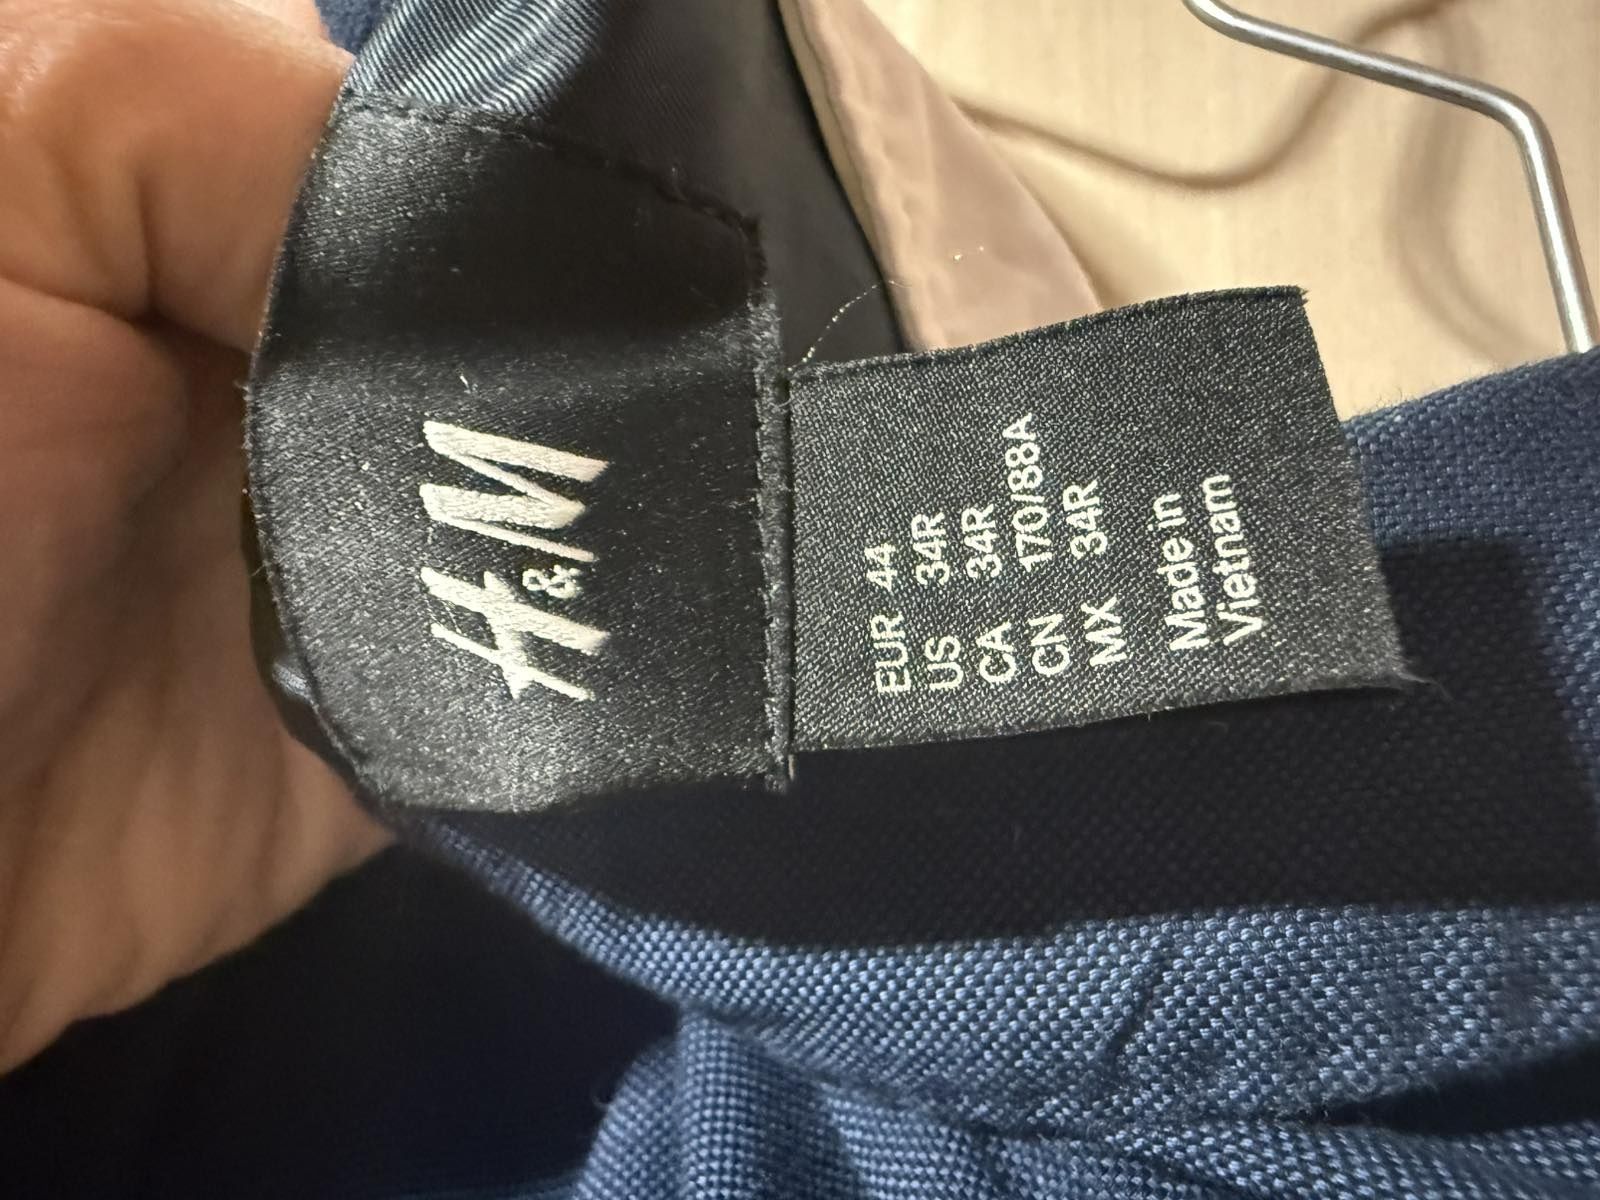 H&M
EUR 44
US 34R
CA 34R
CN 170/88A
MX 34R
Made in
Vietnam